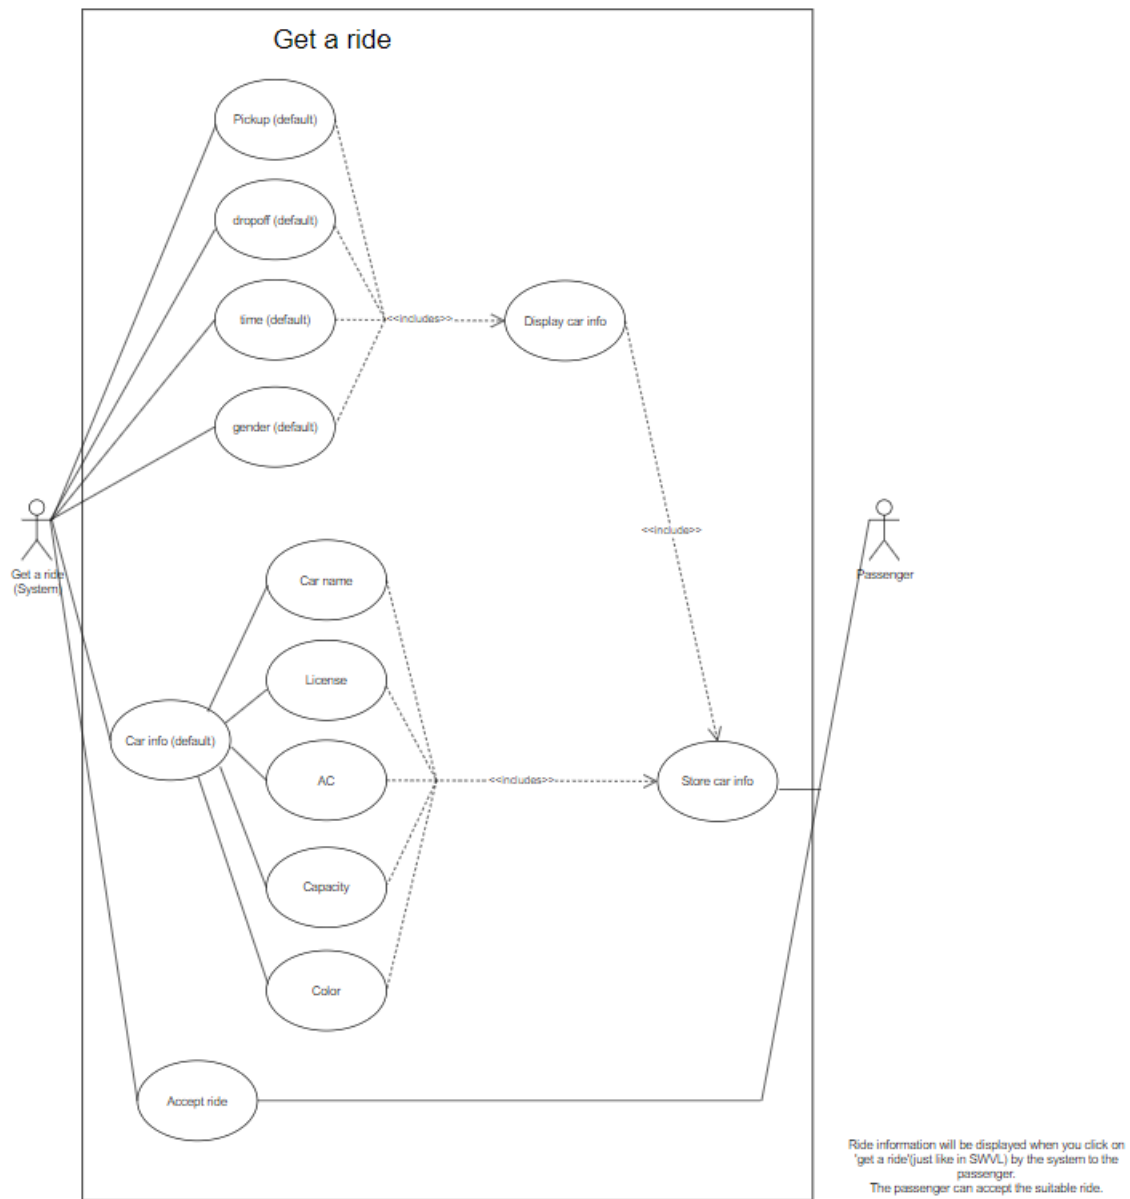 Get a ride
Pickup (default)
dropoff (default)
time (default)
<<includes>>
Display car info
gender (default)
<<include>>
Get a ride
(System)
Passenger
Car name
License
Car info (default)
AC
<<includes>>
Store car info
Capacity
Color
Accept ride
Ride information will be displayed when you click on
'get a ride'(just like in SWVL) by the system to the
passenger.
The passenger can accept the suitable ride.